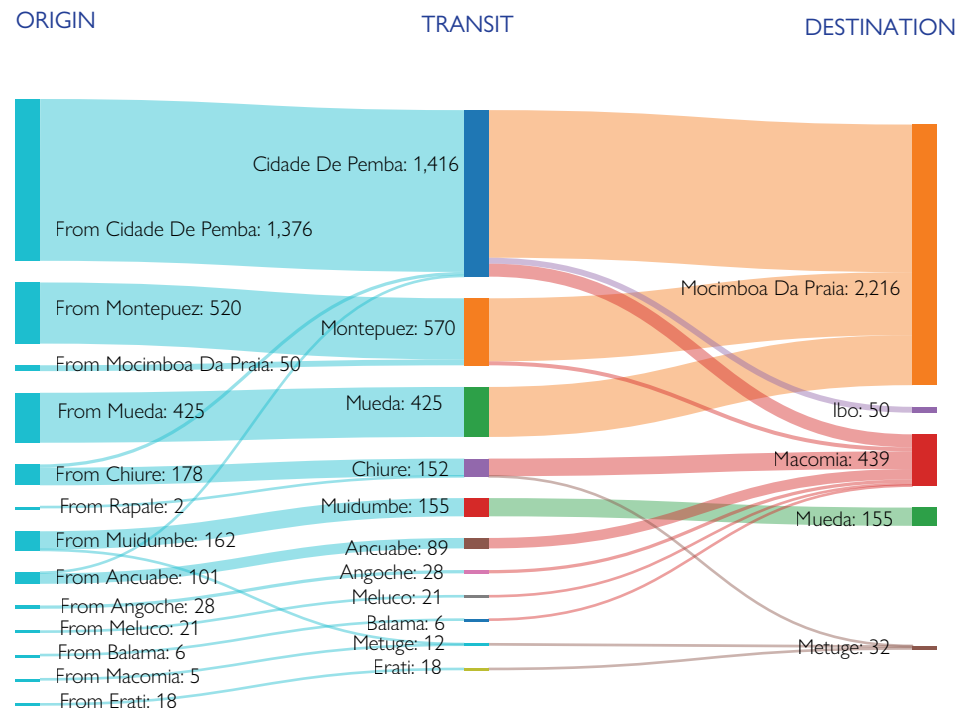 ORIGIN
TRANSIT
DESTINATION
From Cidade De Pemba: 1,376
From Montepuez: 520
From Mocimboa Da Praia: 50
From Mueda: 425
From Chiure: 178
From Rapale: 2
From Muidumbe: 162
From Ancuabe: 101
From Angoche: 28
From Meluco: 21
From Balama: 6
From Macomia: 5
From Erati: 18
Cidade De Pemba: 1,416
Montepuez: 570
Mueda: 425
Chiure: 152
Muidumbe: 155
Ancuabe: 89
Angoche: 28
Meluco: 21
Balama: 6
Metuge: 12
Erati: 18
Mocimboa Da Praia: 2,216
Ibo: 50
Macomia: 439
Mueda: 155
Metuge: 32